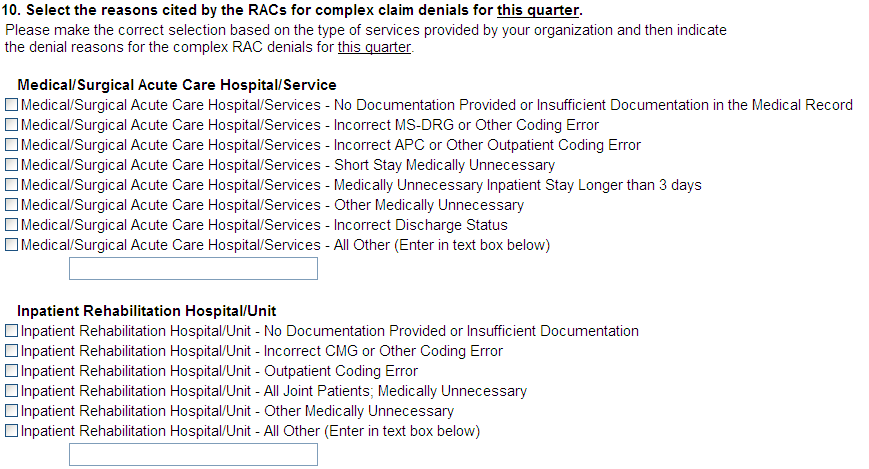 10. Select the reasons cited by the RACs for complex claim denials for this quarter.
Please make the correct selection based on the type of services provided by your organization and then indicate
the denial reasons for the complex RAC denials for this quarter.
Medical/Surgical Acute Care Hospital/Service
Medical/Surgical Acute Care Hospital/Services - No Documentation Provided or Insufficient Documentation in the Medical Record
Medical/Surgical Acute Care Hospital/Services - Incorrect MS-DRG or Other Coding Error
Medical/Surgical Acute Care Hospital/Services - Incorrect APC or Other Outpatient Coding Error
Medical/Surgical Acute Care Hospital/Services - Short Stay Medically Unnecessary
Medical/Surgical Acute Care Hospital/Services - Medically Unnecessary Inpatient Stay Longer than 3 days
Medical/Surgical Acute Care Hospital/Services - Other Medically Unnecessary
Medical/Surgical Acute Care Hospital/Services - Incorrect Discharge Status
Medical/Surgical Acute Care Hospital/Services - All Other (Enter in text box below)
Inpatient Rehabilitation Hospital/Unit
Inpatient Rehabilitation Hospital/Unit - No Documentation Provided or Insufficient Documentation
Inpatient Rehabilitation Hospital/Unit - Incorrect CMG or Other Coding Error
Inpatient Rehabilitation Hospital/Unit - Outpatient Coding Error
Inpatient Rehabilitation Hospital/Unit - All Joint Patients; Medically Unnecessary
Inpatient Rehabilitation Hospital/Unit - Other Medically Unnecessary
Inpatient Rehabilitation Hospital/Unit - All Other (Enter in text box below)